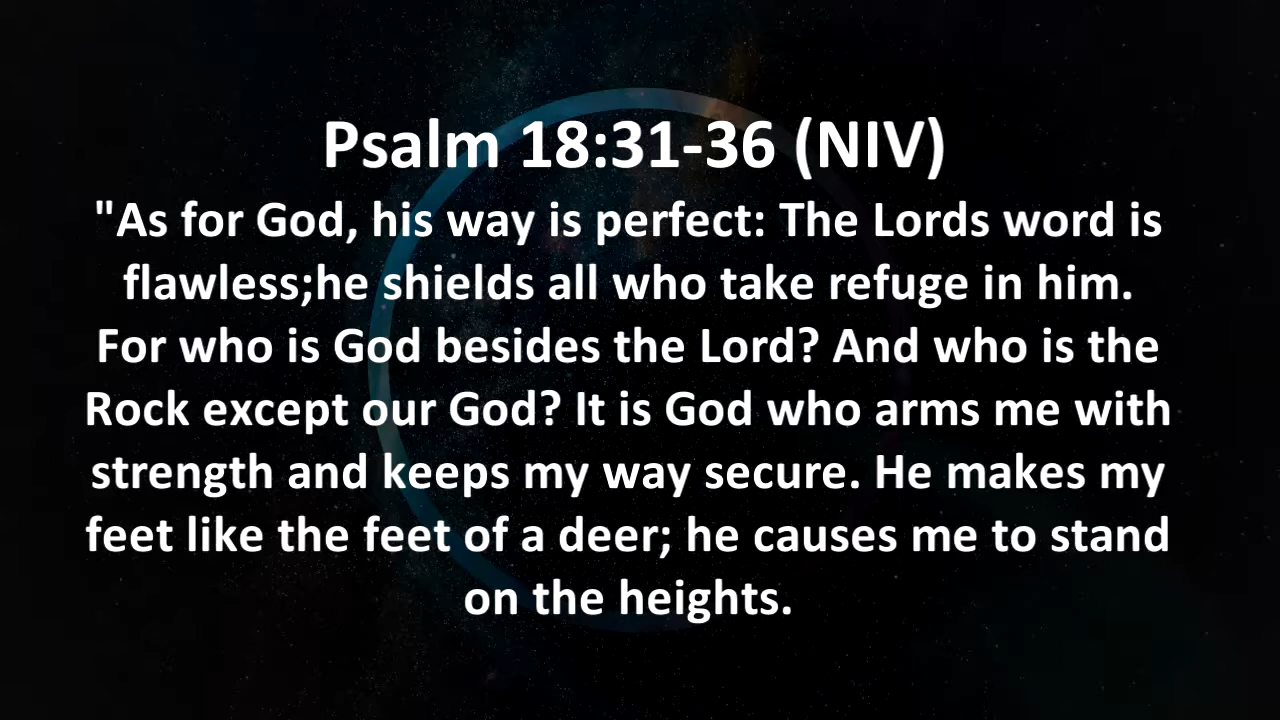 Psalm 18:31-36 (NIV)
"As for God, his way is perfect: The Lords word is
flawless;he shields all who take refuge in him.
For who is God besides the Lord? And who is the
Rock except our God? It is God who arms me with
strength and keeps my way secure. He makes my
feet like the feet of a deer; he causes me to stand
on the heights.